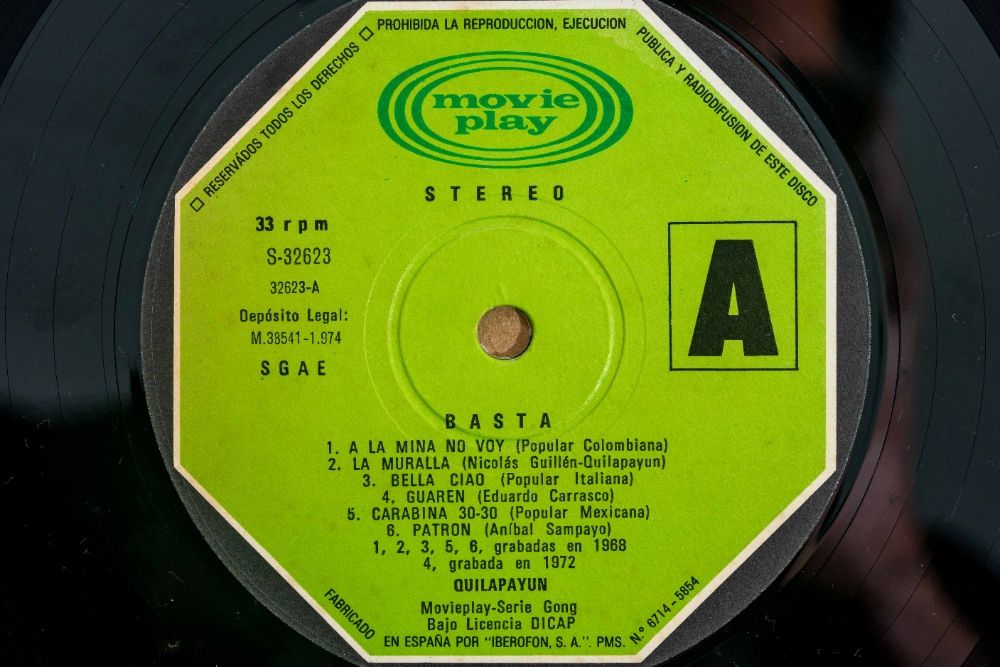 □ RESERVÁDOS TODOS LOS DERECHOS □ PROHIBIDA LA REPRODUCCION, EJECUCION PUBLICA Y RADIODIFUSION DE ESTE DISCO
movie
play
STEREO
33 rpm
S-32623
32623-A
Depósito Legal:
M.38541-1.974
SGAE
A
BASTA
1. A LA MINA NO VOY (Popular Colombiana)
2. LA MURALLA (Nicolás Guillén-Quilapayun)
3. BELLA CIAO (Popular Italiana)
4. GUAREN (Eduardo Carrasco)
5. CARABINA 30-30 (Popular Mexicana)
6. PATRON (Aníbal Sampayo)
1, 2, 3, 5, 6, grabadas en 1968
4, grabada en 1972
QUILAPAYUN
Movieplay-Serie Gong
Bajo Licencia DICAP
FABRICADO EN ESPAÑA POR "IBEROFON, S. A.". PMS. N.º 6714-5854